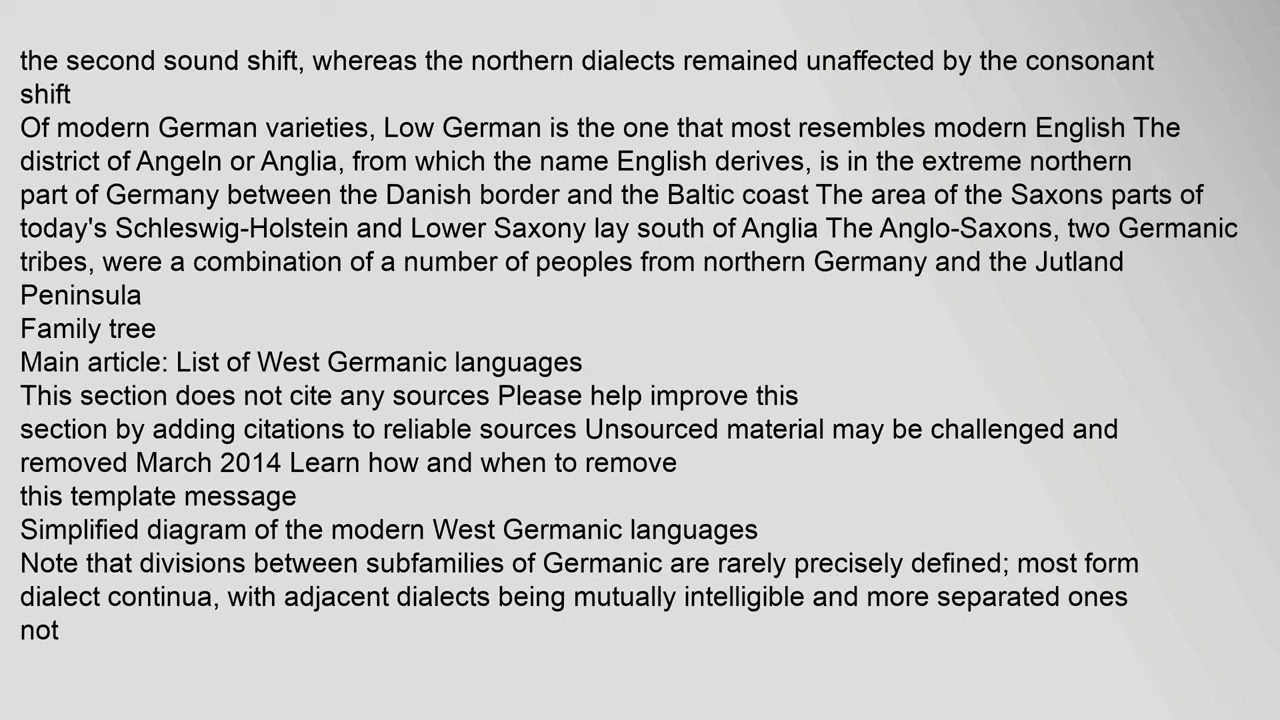 the second sound shift, whereas the northern dialects remained unaffected by the consonant
shift
Of modern German varieties, Low German is the one that most resembles modern English The
district of Angeln or Anglia, from which the name English derives, is in the extreme northern
part of Germany between the Danish border and the Baltic coast The area of the Saxons parts of
today's Schleswig-Holstein and Lower Saxony lay south of Anglia The Anglo-Saxons, two Germanic
tribes, were a combination of a number of peoples from northern Germany and the Jutland
Peninsula
Family tree
Main article: List of West Germanic languages
This section does not cite any sources Please help improve this
section by adding citations to reliable sources Unsourced material may be challenged and
removed March 2014 Learn how and when to remove
this template message
Simplified diagram of the modern West Germanic languages
Note that divisions between subfamilies of Germanic are rarely precisely defined; most form
dialect continua, with adjacent dialects being mutually intelligible and more separated ones
not